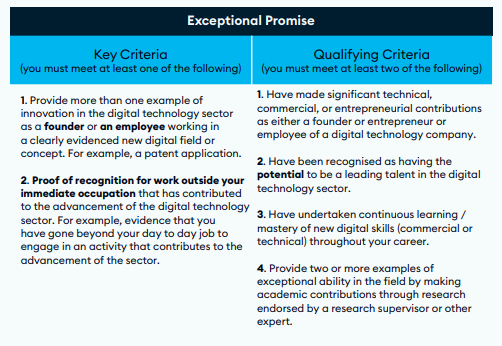 Exceptional Promise
Key Criteria
(you must meet at least one of the following)
1. Provide more than one example of
innovation in the digital technology sector
as a founder or an employee working in
a clearly evidenced new digital field or
concept. For example, a patent application.
2. Proof of recognition for work outside your
immediate occupation that has contributed
to the advancement of the digital technology
sector. For example, evidence that you
have gone beyond your day to day job to
engage in an activity that contributes to the
advancement of the sector.
Qualifying Criteria
(you must meet at least two of the following)
1. Have made significant technical,
commercial, or entrepreneurial contributions
as either a founder or entrepreneur or
employee of a digital technology company.
2. Have been recognised as having the
potential to be a leading talent in the digital
technology sector.
3. Have undertaken continuous learning /
mastery of new digital skills (commercial or
technical) throughout your career.
4. Provide two or more examples of
exceptional ability in the field by making
academic contributions through research
endorsed by a research supervisor or other
expert.